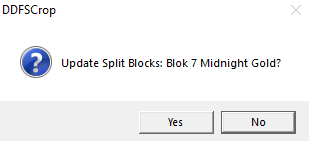 DDFSCrop
Update Split Blocks: Blok 7 Midnight Gold?
Yes
No